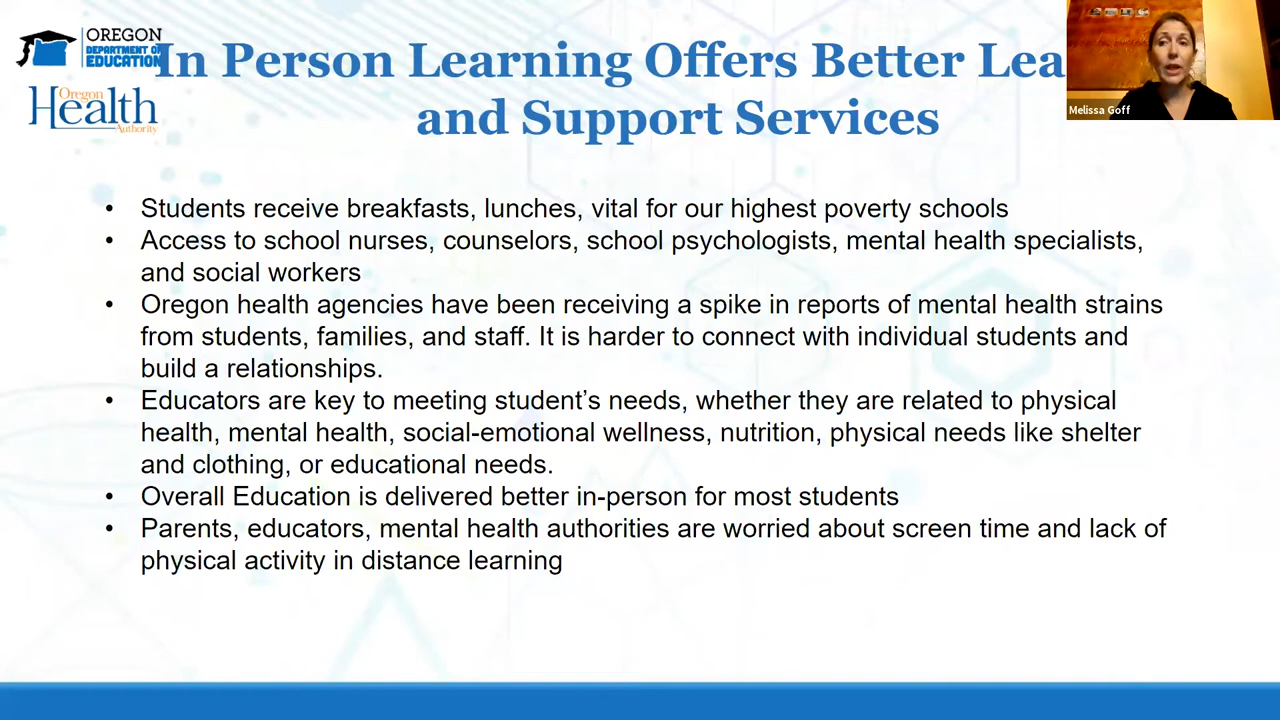 OREGON
DEPARTMENT OF
EDUCATION
Oregon
Health
Authority
In Person Learning Offers Better Lea
and Support Services
Melissa Goff
• Students receive breakfasts, lunches, vital for our highest poverty schools
• Access to school nurses, counselors, school psychologists, mental health specialists,
and social workers
• Oregon health agencies have been receiving a spike in reports of mental health strains
from students, families, and staff. It is harder to connect with individual students and
build a relationships.
• Educators are key to meeting student’s needs, whether they are related to physical
health, mental health, social-emotional wellness, nutrition, physical needs like shelter
and clothing, or educational needs.
• Overall Education is delivered better in-person for most students
• Parents, educators, mental health authorities are worried about screen time and lack of
physical activity in distance learning